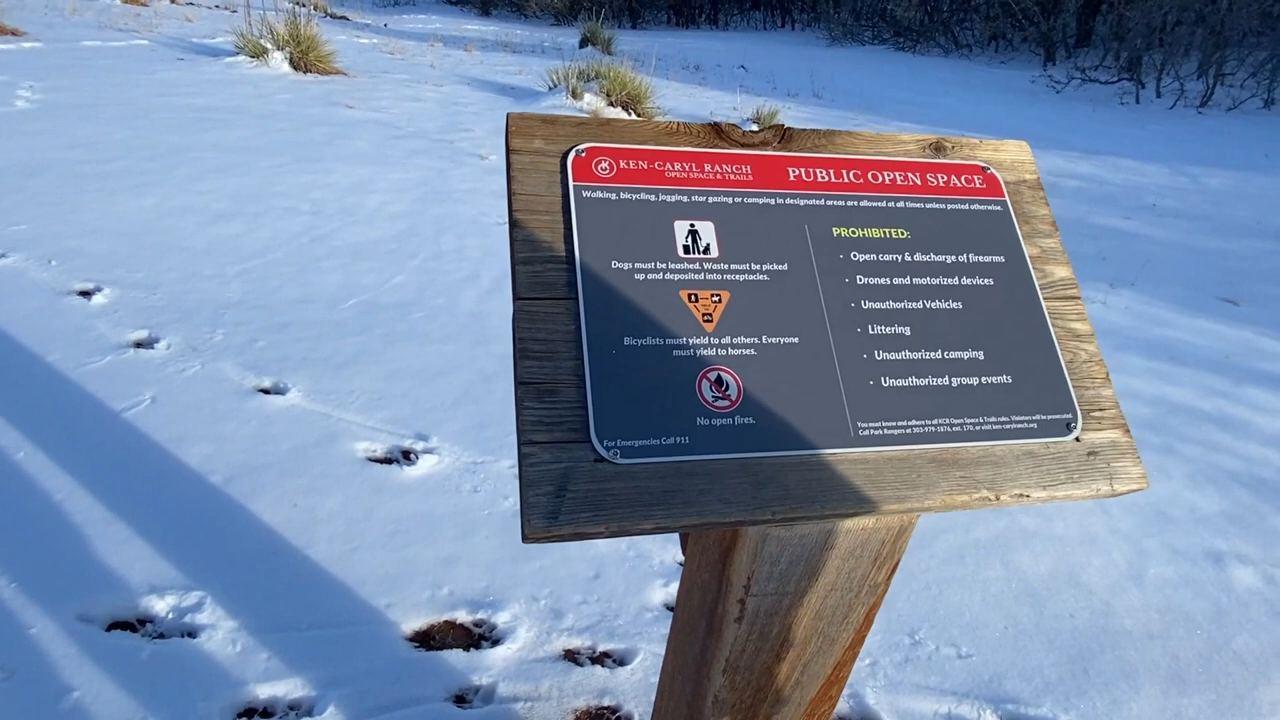 KEN-CARYL RANCH
OPEN SPACE & TRAILS
PUBLIC OPEN SPACE
Walking, bicycling, jogging, star gazing or camping in designated areas are allowed at all times unless posted otherwise.
Dogs must be leashed. Waste must be picked
up and deposited into receptacles.
Bicyclists must yield to all others. Everyone
must yield to horses.
No open fires.
For Emergencies Call 911
PROHIBITED:
• Open carry & discharge of firearms
• Drones and motorized devices
• Unauthorized Vehicles
• Littering
• Unauthorized camping
• Unauthorized group events
You must know and adhere to all KCR Open Space & Trails rules. Violators will be prosecuted.
Call Park Rangers at 303-979-1876, ext. 170, or visit ken-carylranch.org